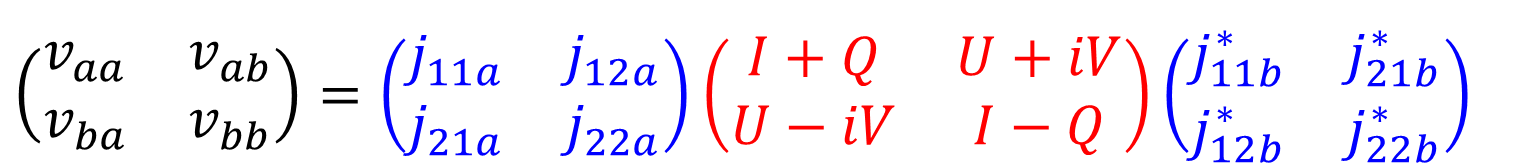 (v_aa v_ab) = (j_11a j_12a) (I + Q U + iV) (j*_11b j*_21b)
(v_ba v_bb) (j_21a j_22a) (U − iV I − Q) (j*_12b j*_22b)